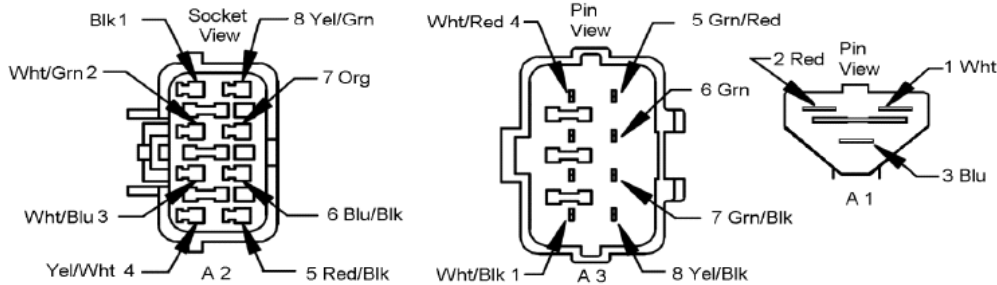 Blk 1
Socket
View
8 Yel/Grn
Wht/Grn 2
7 Org
Wht/Blu 3
6 Blu/Blk
Yel/Wht 4
A 2
5 Red/Blk
Wht/Red 4
Pin
View
5 Grn/Red
6 Grn
7 Grn/Blk
Wht/Blk 1
A 3
8 Yel/Blk
2 Red
Pin
View
1 Wht
3 Blu
A 1